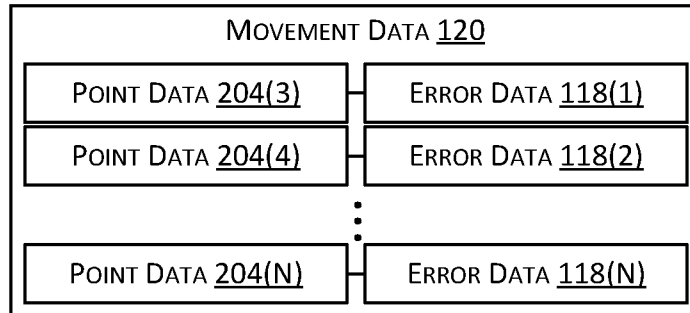 MOVEMENT DATA 120
POINT DATA 204(3) ERROR DATA 118(1)
POINT DATA 204(4) ERROR DATA 118(2)
POINT DATA 204(N) ERROR DATA 118(N)